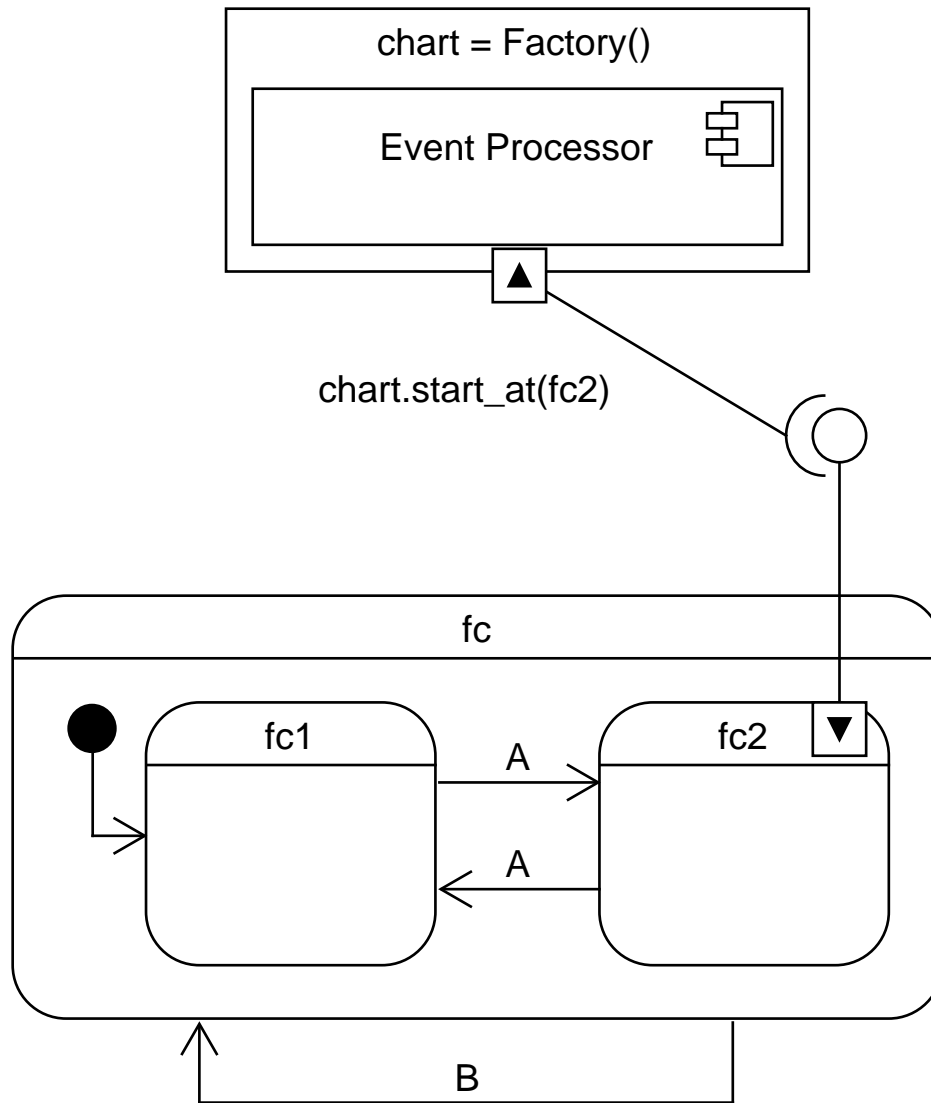 chart = Factory()
Event Processor
chart.start_at(fc2)
fc
fc1
fc2
A
A
B